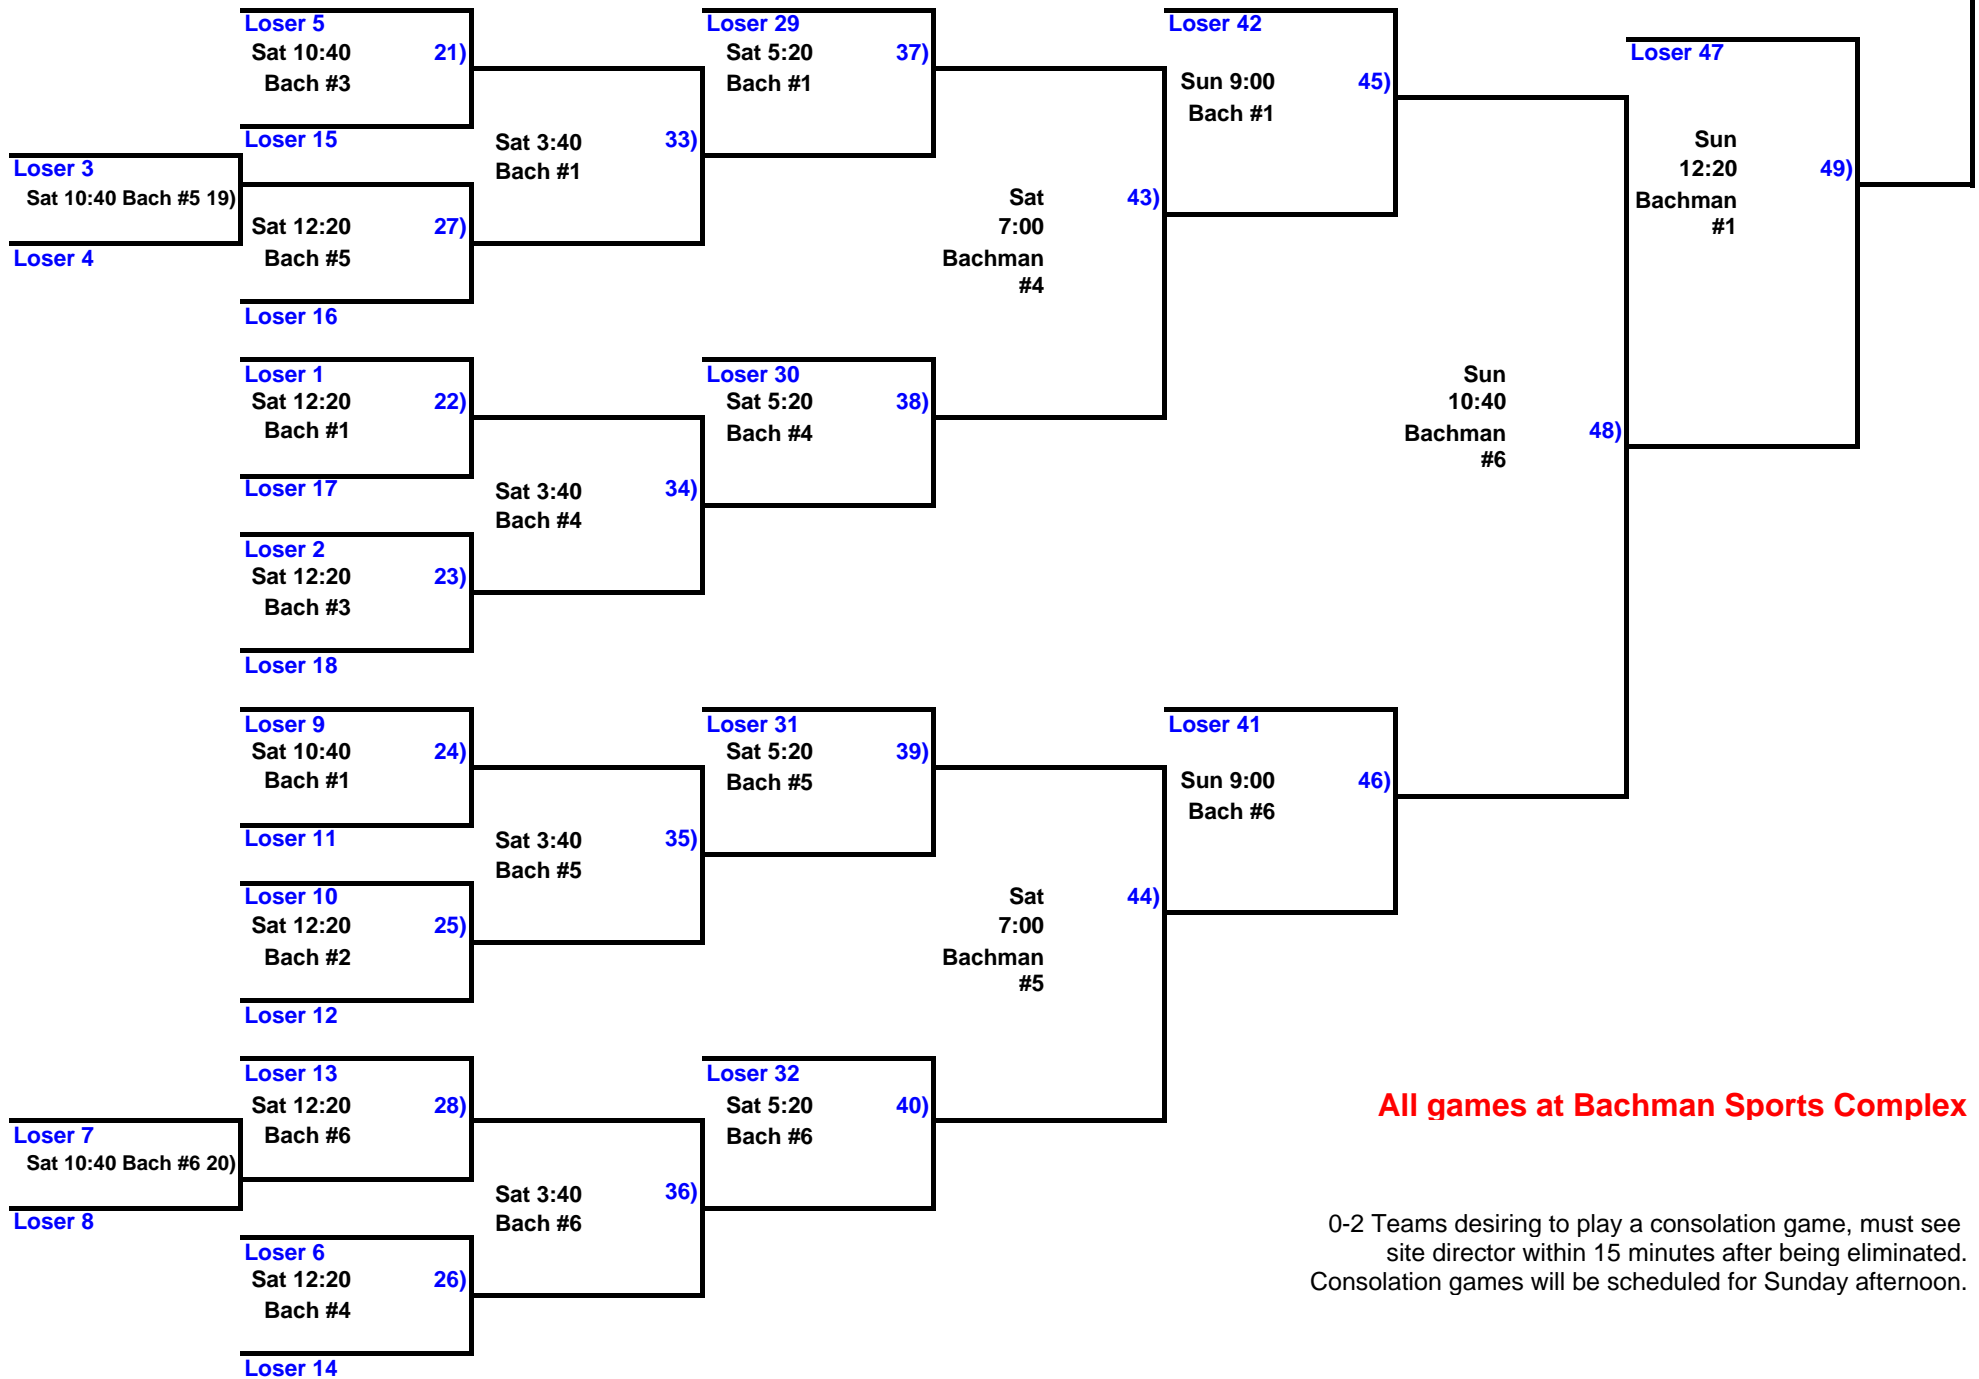 Loser 5
Sat 10:40 21)
Bach #3
Loser 15
Loser 3
Sat 10:40 Bach #5 19)
Loser 4
Sat 12:20 27)
Bach #5
Loser 16
Loser 1
Sat 12:20 22)
Bach #1
Loser 17
Loser 2
Sat 12:20 23)
Bach #3
Loser 18
Loser 9
Sat 10:40 24)
Bach #1
Loser 11
Loser 10
Sat 12:20 25)
Bach #2
Loser 12
Loser 13
Sat 12:20 28)
Bach #6
Loser 7
Sat 10:40 Bach #6 20)
Loser 8
Loser 6
Sat 12:20 26)
Bach #4
Loser 14
Sat 3:40 33)
Bach #1
Sat 3:40 34)
Bach #4
Sat 3:40 35)
Bach #5
Sat 3:40 36)
Bach #6
Loser 29
Sat 5:20 37)
Bach #1
Loser 30
Sat 5:20 38)
Bach #4
Loser 31
Sat 5:20 39)
Bach #5
Loser 32
Sat 5:20 40)
Bach #6
Sat 43)
7:00
Bachman
#4
Sat 44)
7:00
Bachman
#5
Loser 42
Sun 9:00 45)
Bach #1
Loser 41
Sun 9:00 46)
Bach #6
Sun
10:40
Bachman 48)
#6
Loser 47
Sun
12:20 49)
Bachman
#1
All games at Bachman Sports Complex
0-2 Teams desiring to play a consolation game, must see
site director within 15 minutes after being eliminated.
Consolation games will be scheduled for Sunday afternoon.